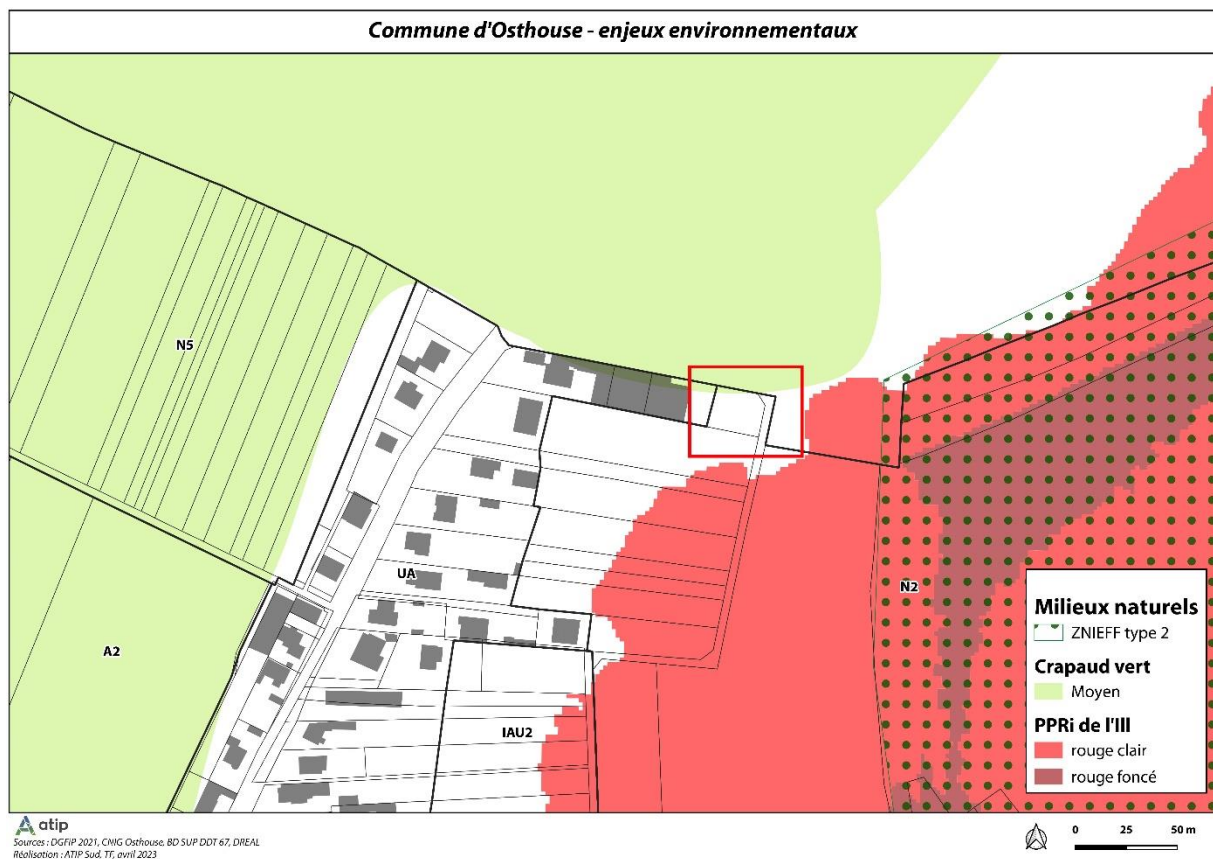 Commune d'Osthouse - enjeux environnementaux
N5
A2
UA
IAU2
N2
Milieux naturels
ZNIEFF type 2
Crapaud vert
Moyen
PPRi de l'Ill
rouge clair
rouge foncé
atip
Sources : DGFiP 2021, CNIG Osthouse, BD SUP DDT 67, DREAL
Réalisation : ATIP Sud, TF, avril 2023
0 25 50 m